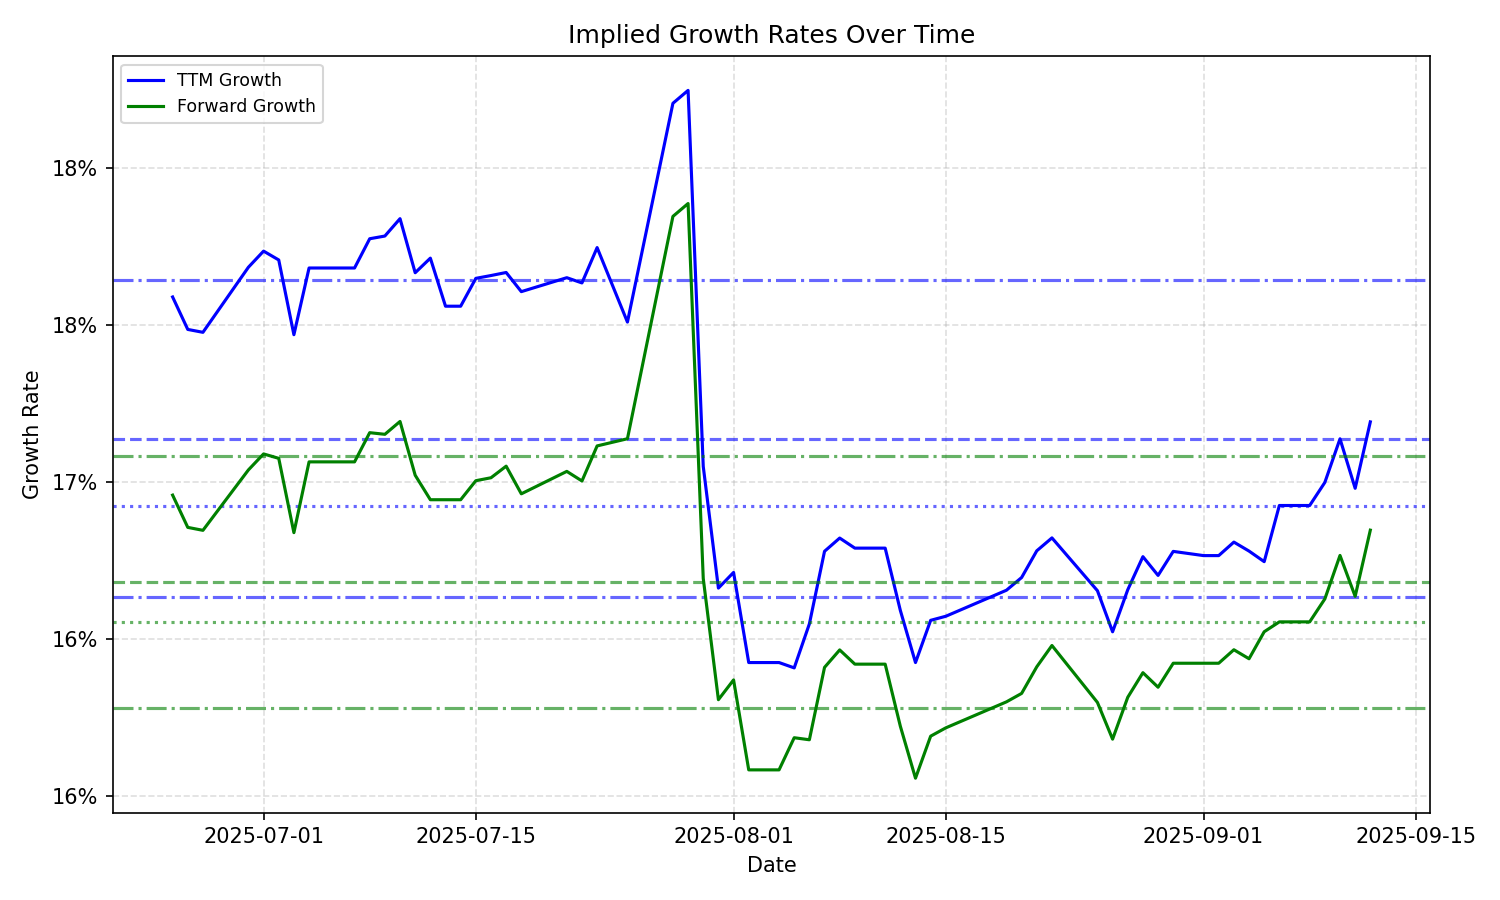 Implied Growth Rates Over Time
TTM Growth
Forward Growth
18%
18%
17%
16%
16%
Growth Rate
2025-07-01
2025-07-15
2025-08-01
2025-08-15
2025-09-01
2025-09-15
Date